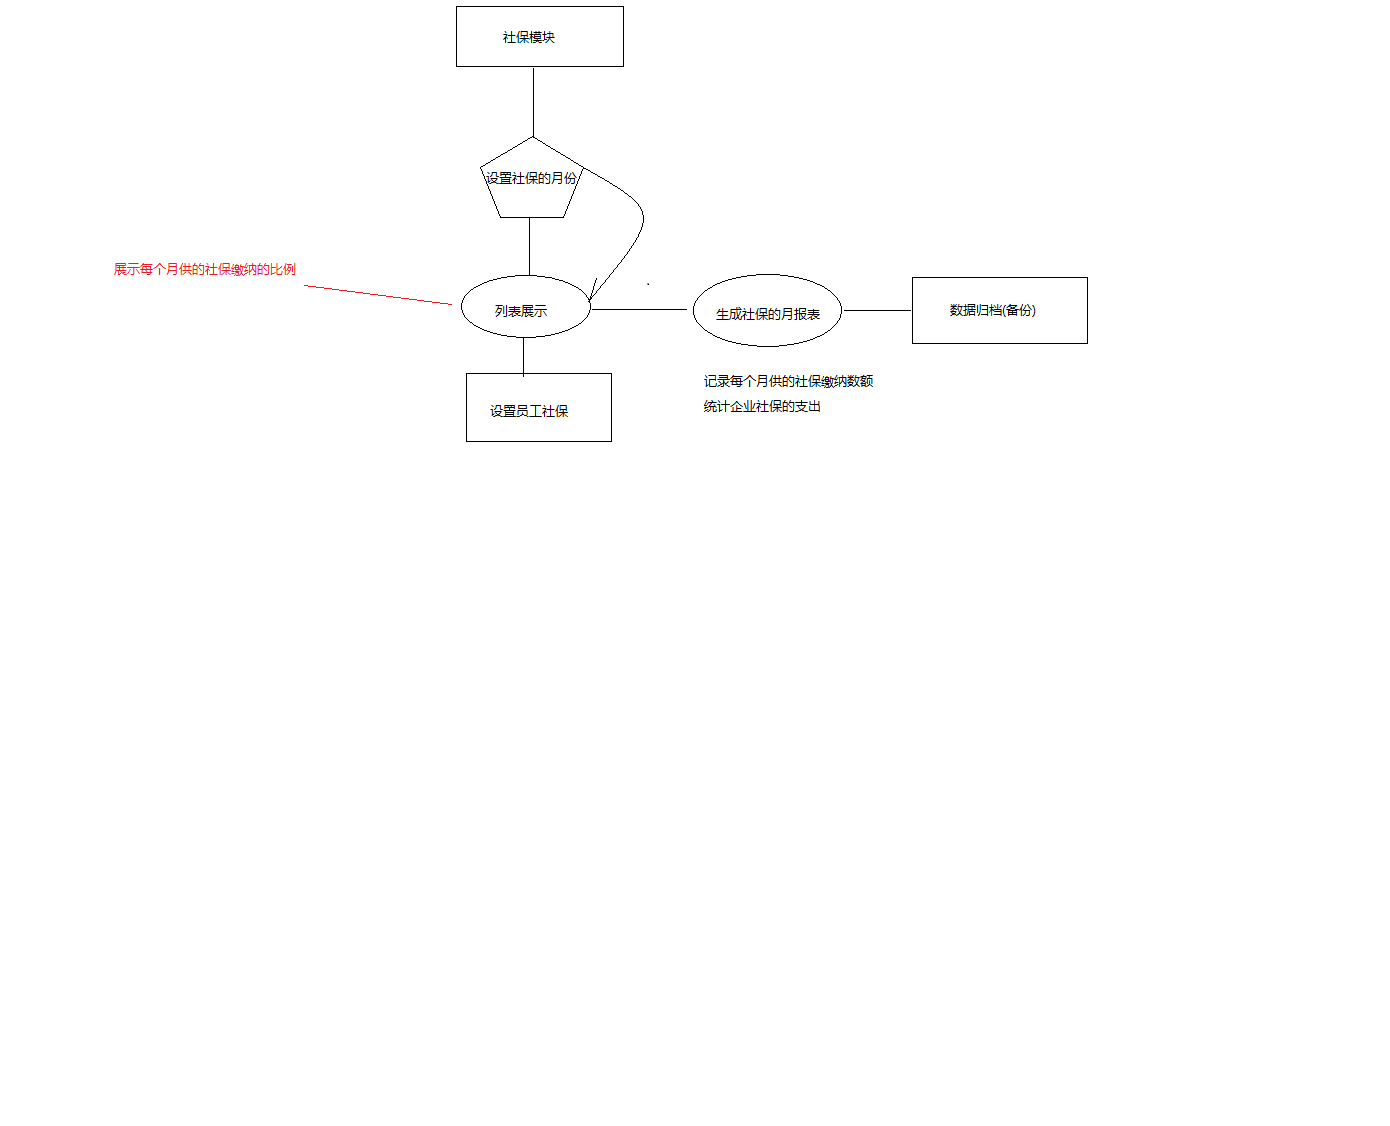 社保模块
设置社保的月份
展示每个月供的社保缴纳的比例
列表展示
生成社保的月报表
数据归档(备份)
记录每个月供的社保缴纳数额
统计企业社保的支出
设置员工社保